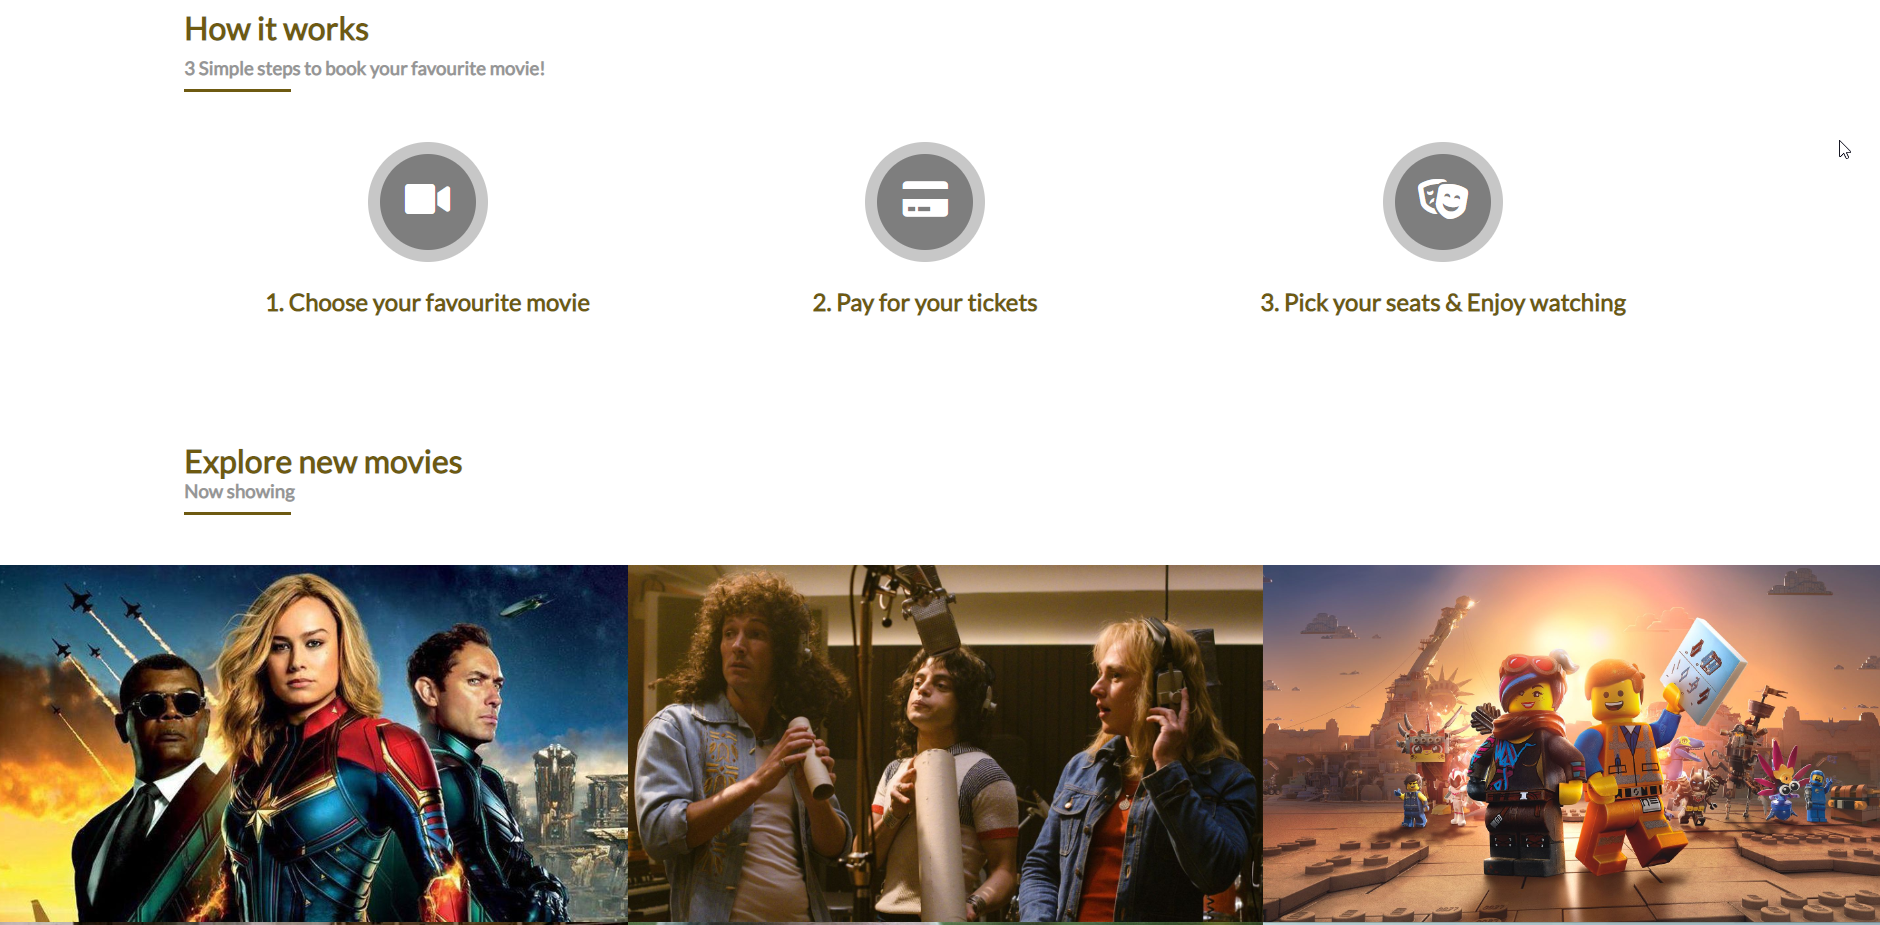 How it works
3 Simple steps to book your favourite movie!
1. Choose your favourite movie
2. Pay for your tickets
3. Pick your seats & Enjoy watching
Explore new movies
Now showing